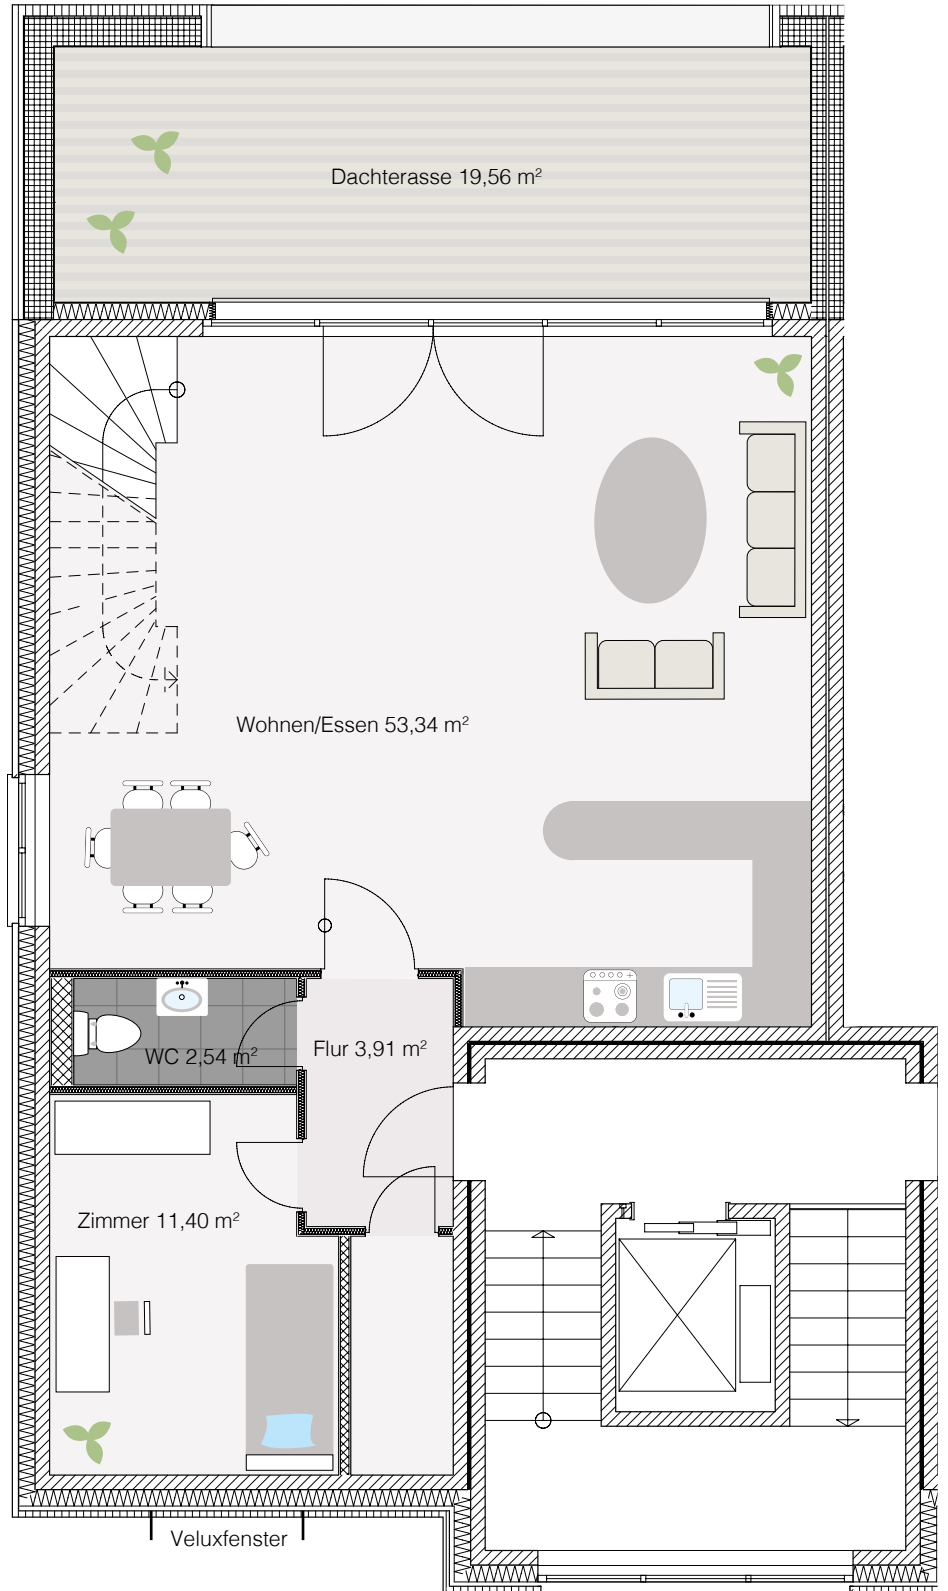 Dachterasse 19,56 m²
Wohnen/Essen 53,34 m²
WC 2,54 m²
Flur 3,91 m²
Zimmer 11,40 m²
Veluxfenster